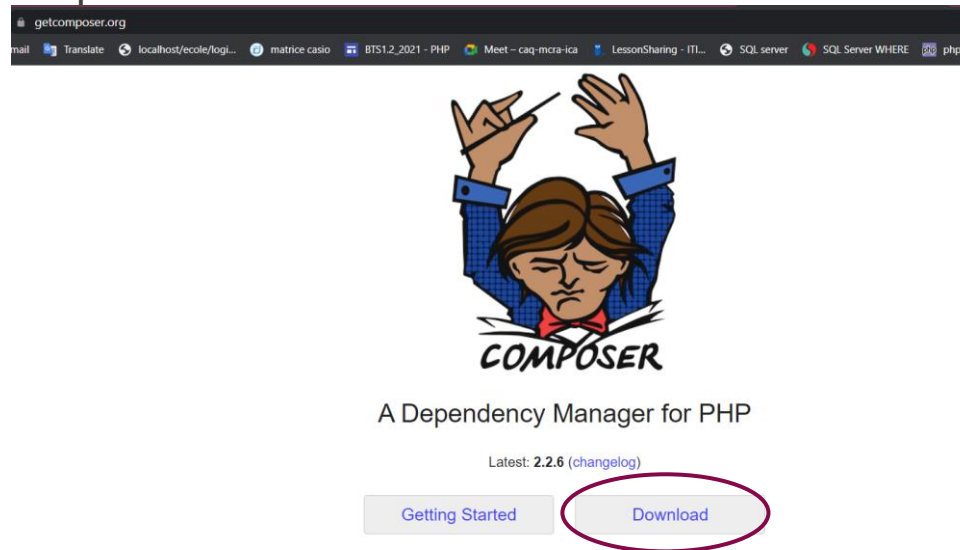 getcomposer.org
mail Translate localhost/ecole/logi... matrice casio BTS1.2_2021 - PHP Meet – caq-mcra-ica LessonSharing - ITI... SQL server SQL Server WHERE php php
COMPOSER
A Dependency Manager for PHP
Latest: 2.2.6 (changelog)
Getting Started Download